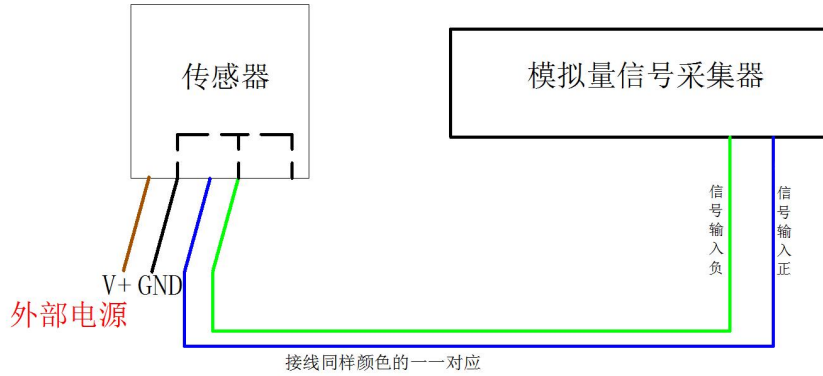 传感器
模拟量信号采集器
信号输入负
信号输入正
V+ GND
外部电源
接线同样颜色的一一对应